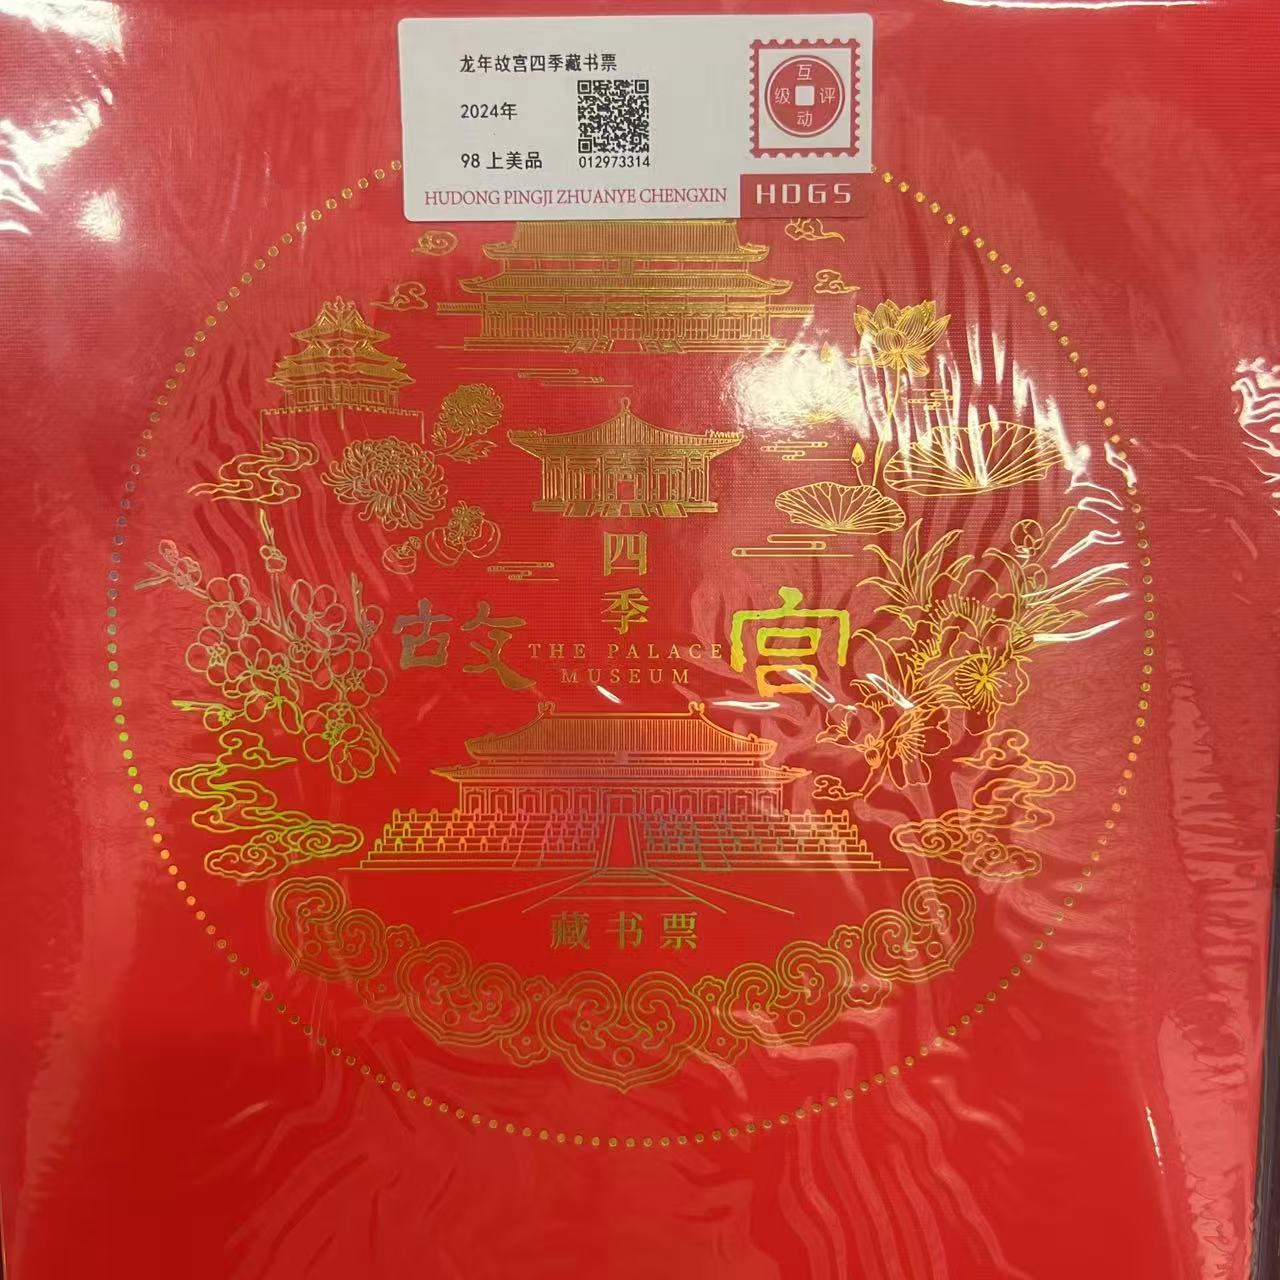 龙年故宫四季藏书票
2024年
98 上美品
012973314
互动评级
HUDONG PINGJI ZHUANYE CHENGXIN
HDGS
四季
故宫
THE PALACE
MUSEUM
藏书票